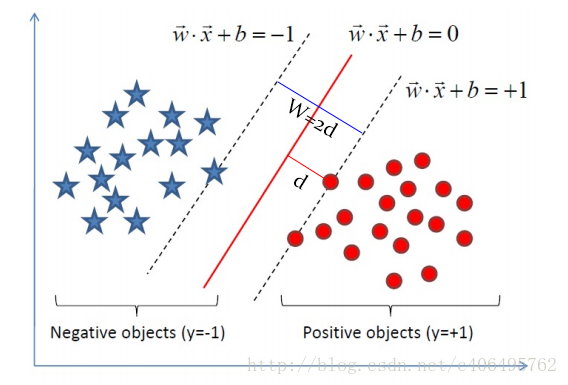 w⃗·x⃗+b=−1
w⃗·x⃗+b=0
w⃗·x⃗+b=+1
W=2d
d
Negative objects (y=-1)
Positive objects (y=+1)
http://blog.csdn.net/c406495762